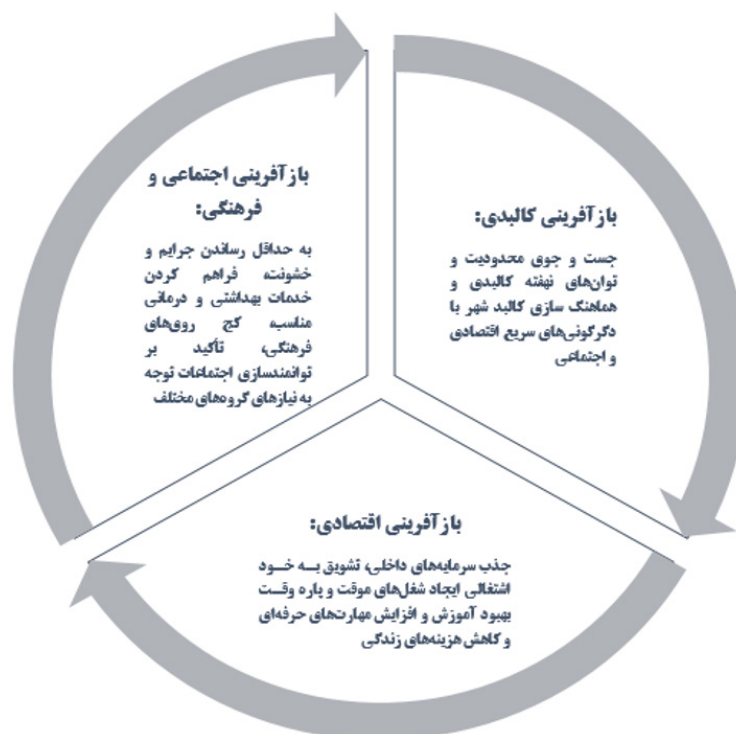 بازآفرینی کالبدی:
جست و جوی محدودیت و
توان‌های نهفته کالبدی و
هماهنگ سازی کالبد شهر با
دگرگونی‌های سریع اقتصادی
و اجتماعی
بازآفرینی اجتماعی و
فرهنگی:
به حداقل رساندن جرایم و
خشونت، فراهم کردن
خدمات بهداشتی و درمانی
مناسب، کج روی‌های
فرهنگی، تأکید بر
توانمندسازی اجتماعات توجه
به نیازهای گروه‌های مختلف
بازآفرینی اقتصادی:
جذب سرمایه‌های داخلی، تشویق به خود
اشتغالی ایجاد شغل‌های موقت و پاره وقت
بهبود آموزش و افزایش مهارت‌های حرفه‌ای
و کاهش هزینه‌های زندگی